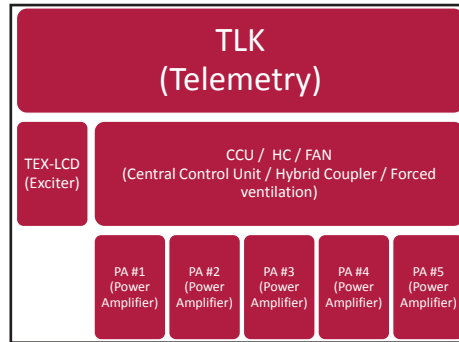 TLK
(Telemetry)
TEX-LCD
(Exciter)
CCU / HC / FAN
(Central Control Unit / Hybrid Coupler / Forced
ventilation)
PA #1
(Power
Amplifier)
PA #2
(Power
Amplifier)
PA #3
(Power
Amplifier)
PA #4
(Power
Amplifier)
PA #5
(Power
Amplifier)